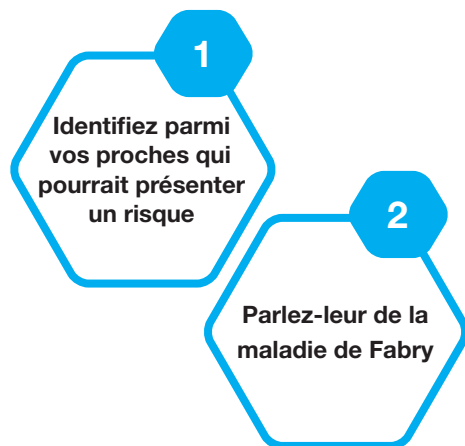 1
Identifiez parmi
vos proches qui
pourrait présenter
un risque
2
Parlez-leur de la
maladie de Fabry